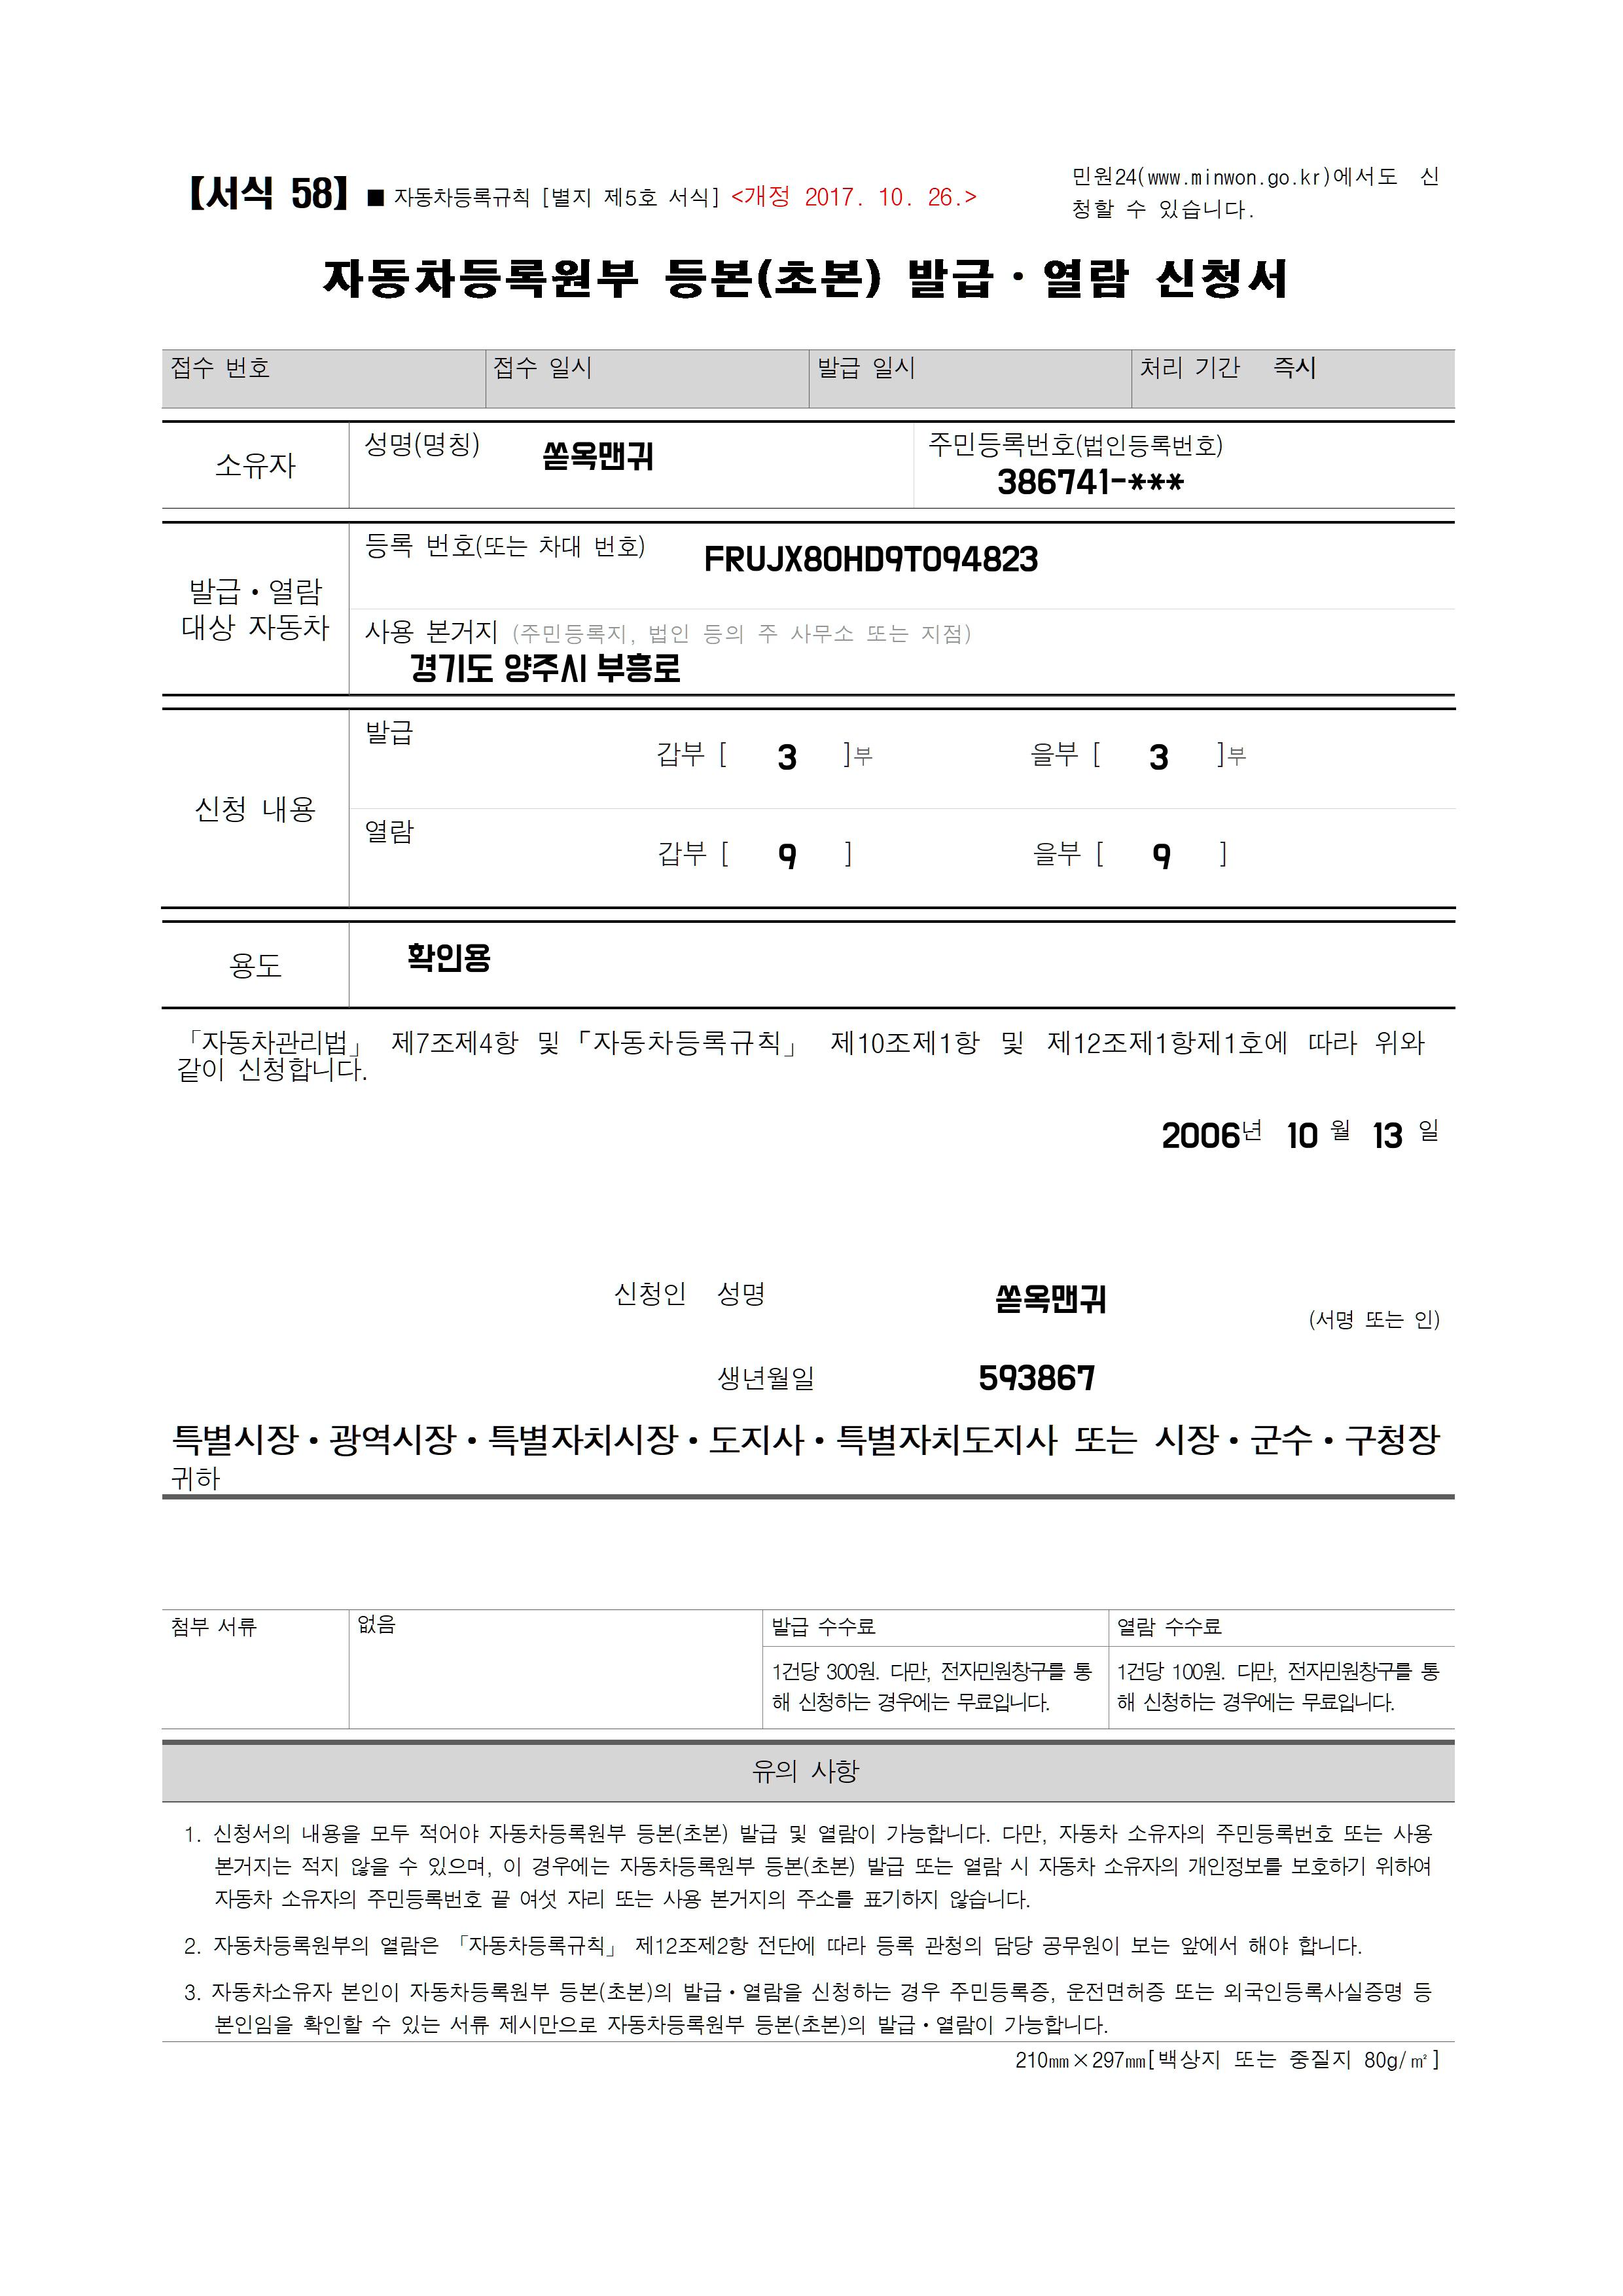 【서식 58】 ■ 자동차등록규칙 [별지 제5호 서식] <개정 2017. 10. 26.>
민원24(www.minwon.go.kr)에서도 신
청할 수 있습니다.
자동차등록원부 등본(초본) 발급·열람 신청서
접수 번호 접수 일시 발급 일시 처리 기간 즉시
소유자 성명(명칭) 쏟옥맨귀 주민등록번호(법인등록번호)
386741-***
발급·열람
대상 자동차
등록 번호(또는 차대 번호) FRUJX80HD9T094823
사용 본거지 (주민등록지, 법인 등의 주 사무소 또는 지점)
경기도 양주시 부흥로
신청 내용
발급 갑부 [ 3 ]부 을부 [ 3 ]부
열람 갑부 [ 9 ] 을부 [ 9 ]
용도 확인용
「자동차관리법」 제7조제4항 및 「자동차등록규칙」 제10조제1항 및 제12조제1항제1호에 따라 위와
같이 신청합니다.
2006년 10 월 13 일
신청인 성명 쏟옥맨귀
(서명 또는 인)
생년월일 593867
특별시장·광역시장·특별자치시장·도지사·특별자치도지사 또는 시장·군수·구청장
귀하
첨부 서류 없음 발급 수수료 열람 수수료
1건당 300원. 다만, 전자민원창구를 통
해 신청하는 경우에는 무료입니다.
1건당 100원. 다만, 전자민원창구를 통
해 신청하는 경우에는 무료입니다.
유의 사항
1. 신청서의 내용을 모두 적어야 자동차등록원부 등본(초본) 발급 및 열람이 가능합니다. 다만, 자동차 소유자의 주민등록번호 또는 사용
본거지는 적지 않을 수 있으며, 이 경우에는 자동차등록원부 등본(초본) 발급 또는 열람 시 자동차 소유자의 개인정보를 보호하기 위하여
자동차 소유자의 주민등록번호 끝 여섯 자리 또는 사용 본거지의 주소를 표기하지 않습니다.
2. 자동차등록원부의 열람은 「자동차등록규칙」 제12조제2항 전단에 따라 등록 관청의 담당 공무원이 보는 앞에서 해야 합니다.
3. 자동차소유자 본인이 자동차등록원부 등본(초본)의 발급·열람을 신청하는 경우 주민등록증, 운전면허증 또는 외국인등록사실증명 등
본인임을 확인할 수 있는 서류 제시만으로 자동차등록원부 등본(초본)의 발급·열람이 가능합니다.
210㎜×297㎜[백상지 또는 중질지 80g/㎡]